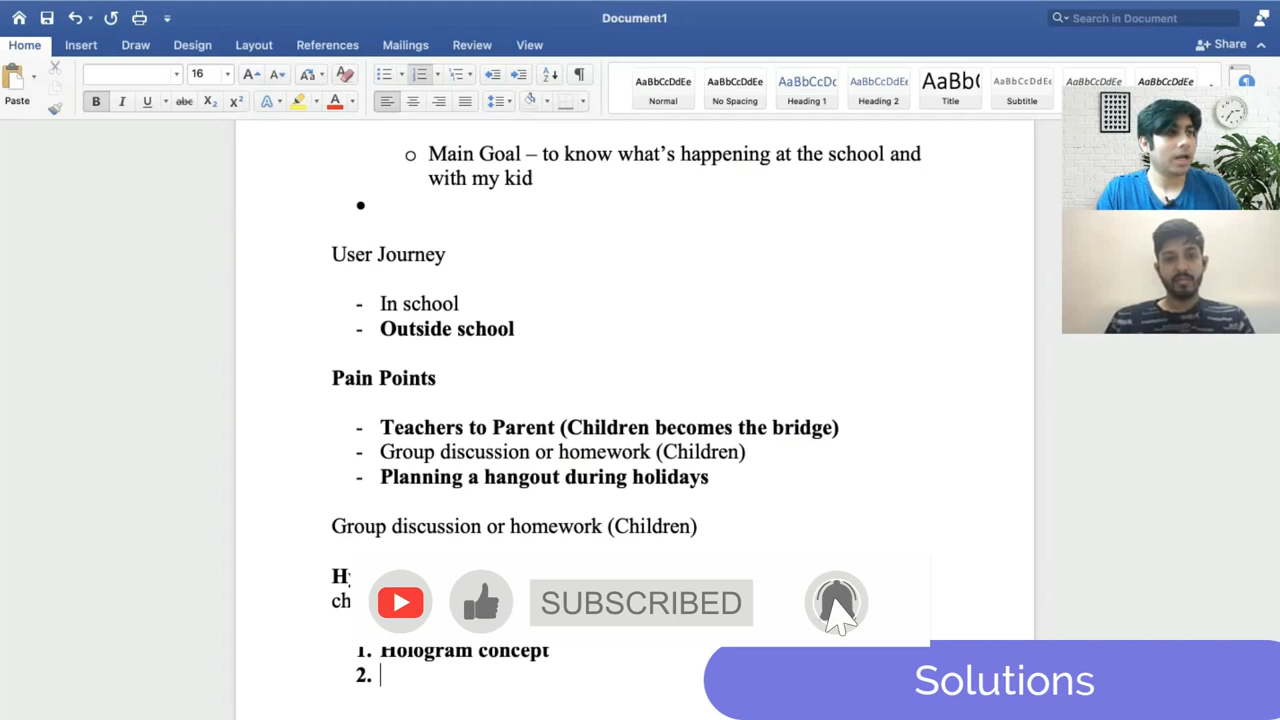 Document1
Search in Document
Home Insert Draw Design Layout References Mailings Review View
Share
Paste
16
AaBbCcDdEe AaBbCcDdEe AaBbCcDc AaBbCcDdEe AaBb( AaBbCcDdEe AaBbCcDdEe AaBbCcDdEe
Normal No Spacing Heading 1 Heading 2 Title Subtitle
Main Goal – to know what's happening at the school and
with my kid
User Journey
- In school
- Outside school
Pain Points
- Teachers to Parent (Children becomes the bridge)
- Group discussion or homework (Children)
- Planning a hangout during holidays
Group discussion or homework (Children)
SUBSCRIBED
1. Hologram concept
2.
Solutions